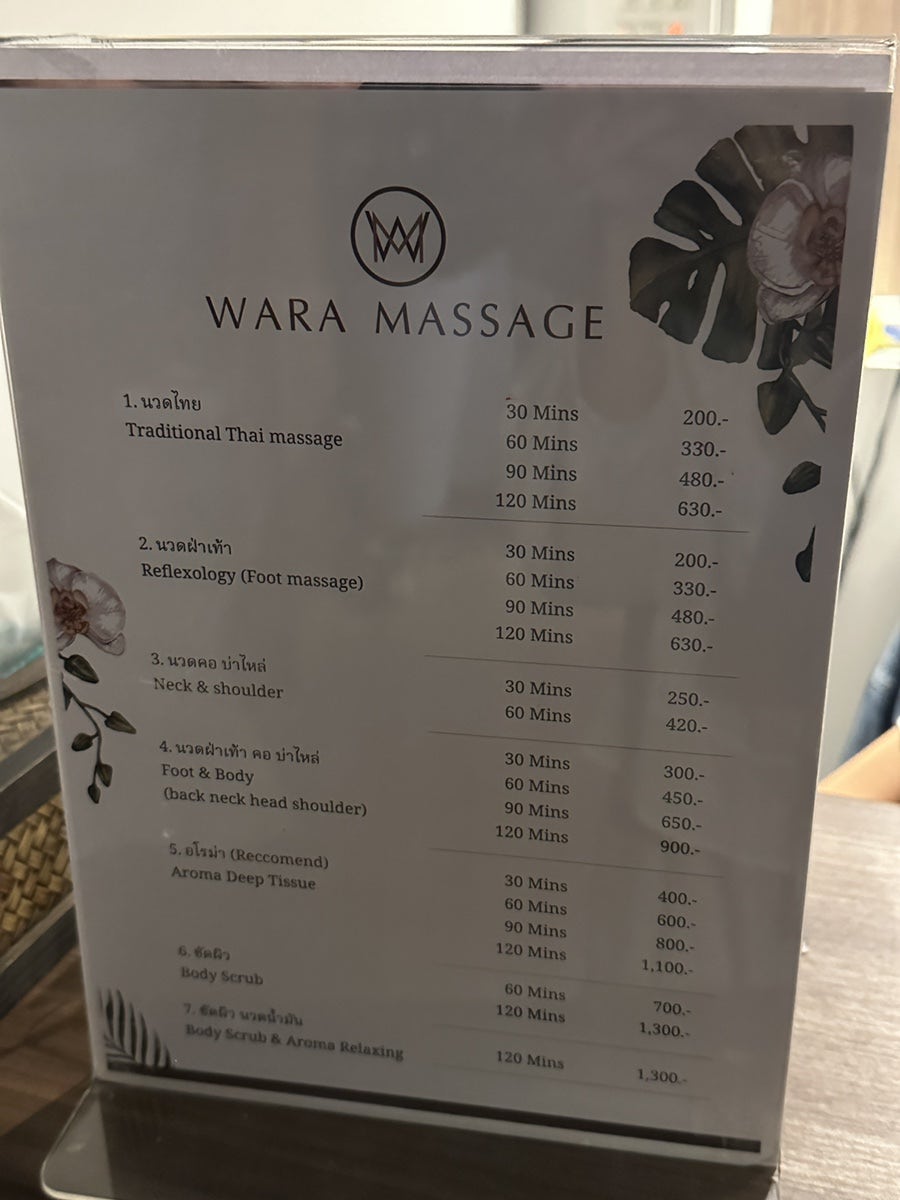 WARA MASSAGE
1. นวดไทย
Traditional Thai massage
30 Mins 200.-
60 Mins 330.-
90 Mins 480.-
120 Mins 630.-
2. นวดฝ่าเท้า
Reflexology (Foot massage)
30 Mins 200.-
60 Mins 330.-
90 Mins 480.-
120 Mins 630.-
3. นวดคอ บ่าไหล่
Neck & shoulder
30 Mins 250.-
60 Mins 420.-
4. นวดฝ่าเท้า คอ บ่าไหล่
Foot & Body
(back neck head shoulder)
30 Mins 300.-
60 Mins 450.-
90 Mins 650.-
120 Mins 900.-
5. อโรม่า (Reccomend)
Aroma Deep Tissue
30 Mins 400.-
60 Mins 600.-
90 Mins 800.-
120 Mins 1,100.-
6. ขัดผิว
Body Scrub
60 Mins 700.-
120 Mins 1,300.-
7. ขัดผิว นวดน้ำมัน
Body Scrub & Aroma Relaxing
120 Mins 1,300.-